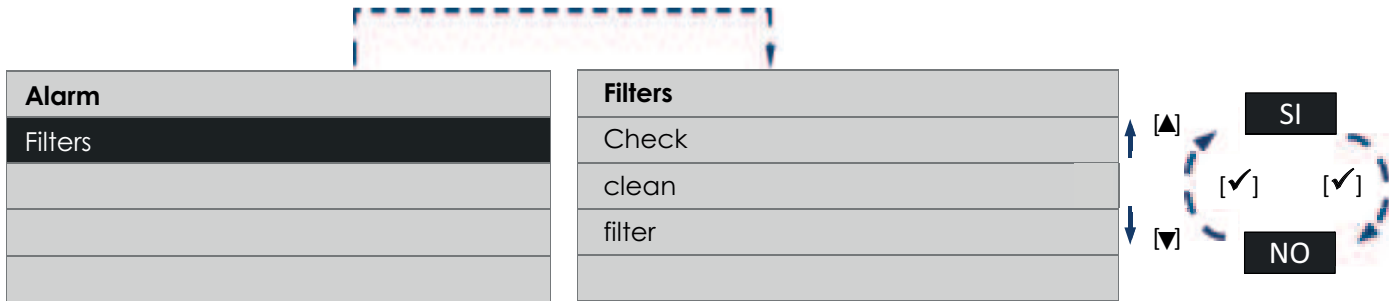 Alarm
Filters
Filters
Check
clean
filter
[▲]
[▼]
SI
[✓] [✓]
NO